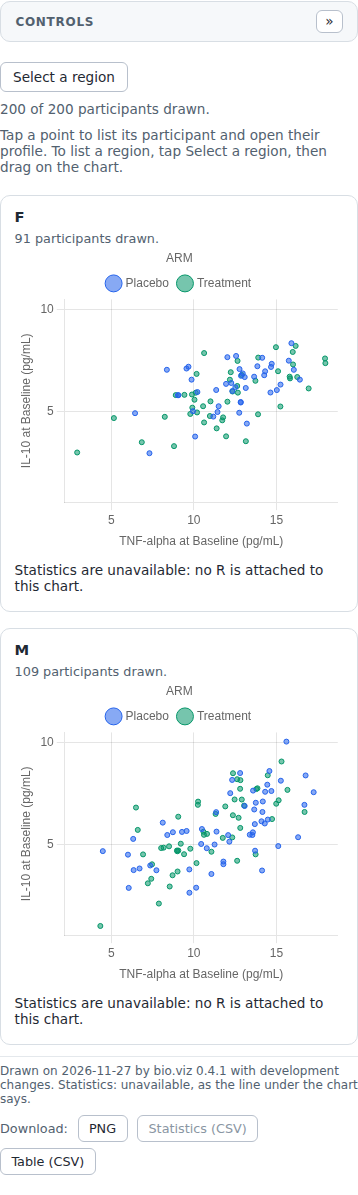 CONTROLS
»
Select a region
200 of 200 participants drawn.
Tap a point to list its participant and open their
profile. To list a region, tap Select a region, then
drag on the chart.
F
91 participants drawn.
ARM
Placebo
Treatment
10
5
IL-10 at Baseline (pg/mL)
5
10
15
TNF-alpha at Baseline (pg/mL)
Statistics are unavailable: no R is attached to
this chart.
M
109 participants drawn.
ARM
Placebo
Treatment
10
5
IL-10 at Baseline (pg/mL)
5
10
15
TNF-alpha at Baseline (pg/mL)
Statistics are unavailable: no R is attached to
this chart.
Drawn on 2026-11-27 by bio.viz 0.4.1 with development
changes. Statistics: unavailable, as the line under the chart
says.
Download:
PNG
Statistics (CSV)
Table (CSV)